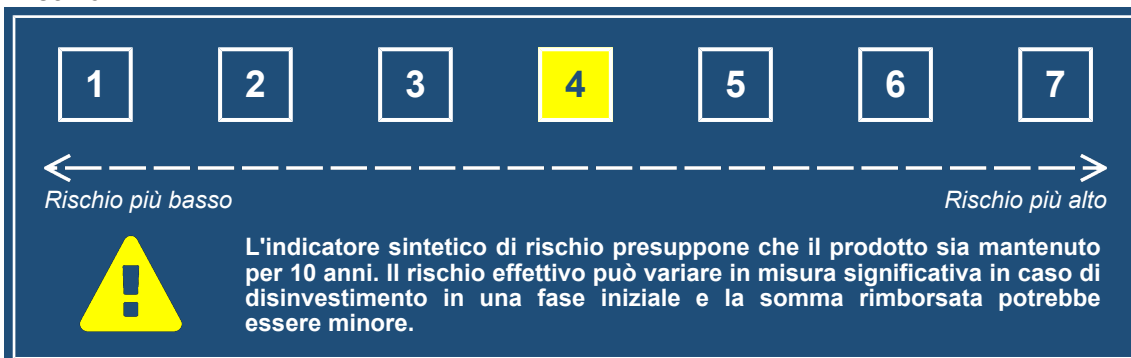 1 2 3 4 5 6 7
Rischio più basso Rischio più alto
L'indicatore sintetico di rischio presuppone che il prodotto sia mantenuto
per 10 anni. Il rischio effettivo può variare in misura significativa in caso di
disinvestimento in una fase iniziale e la somma rimborsata potrebbe
essere minore.